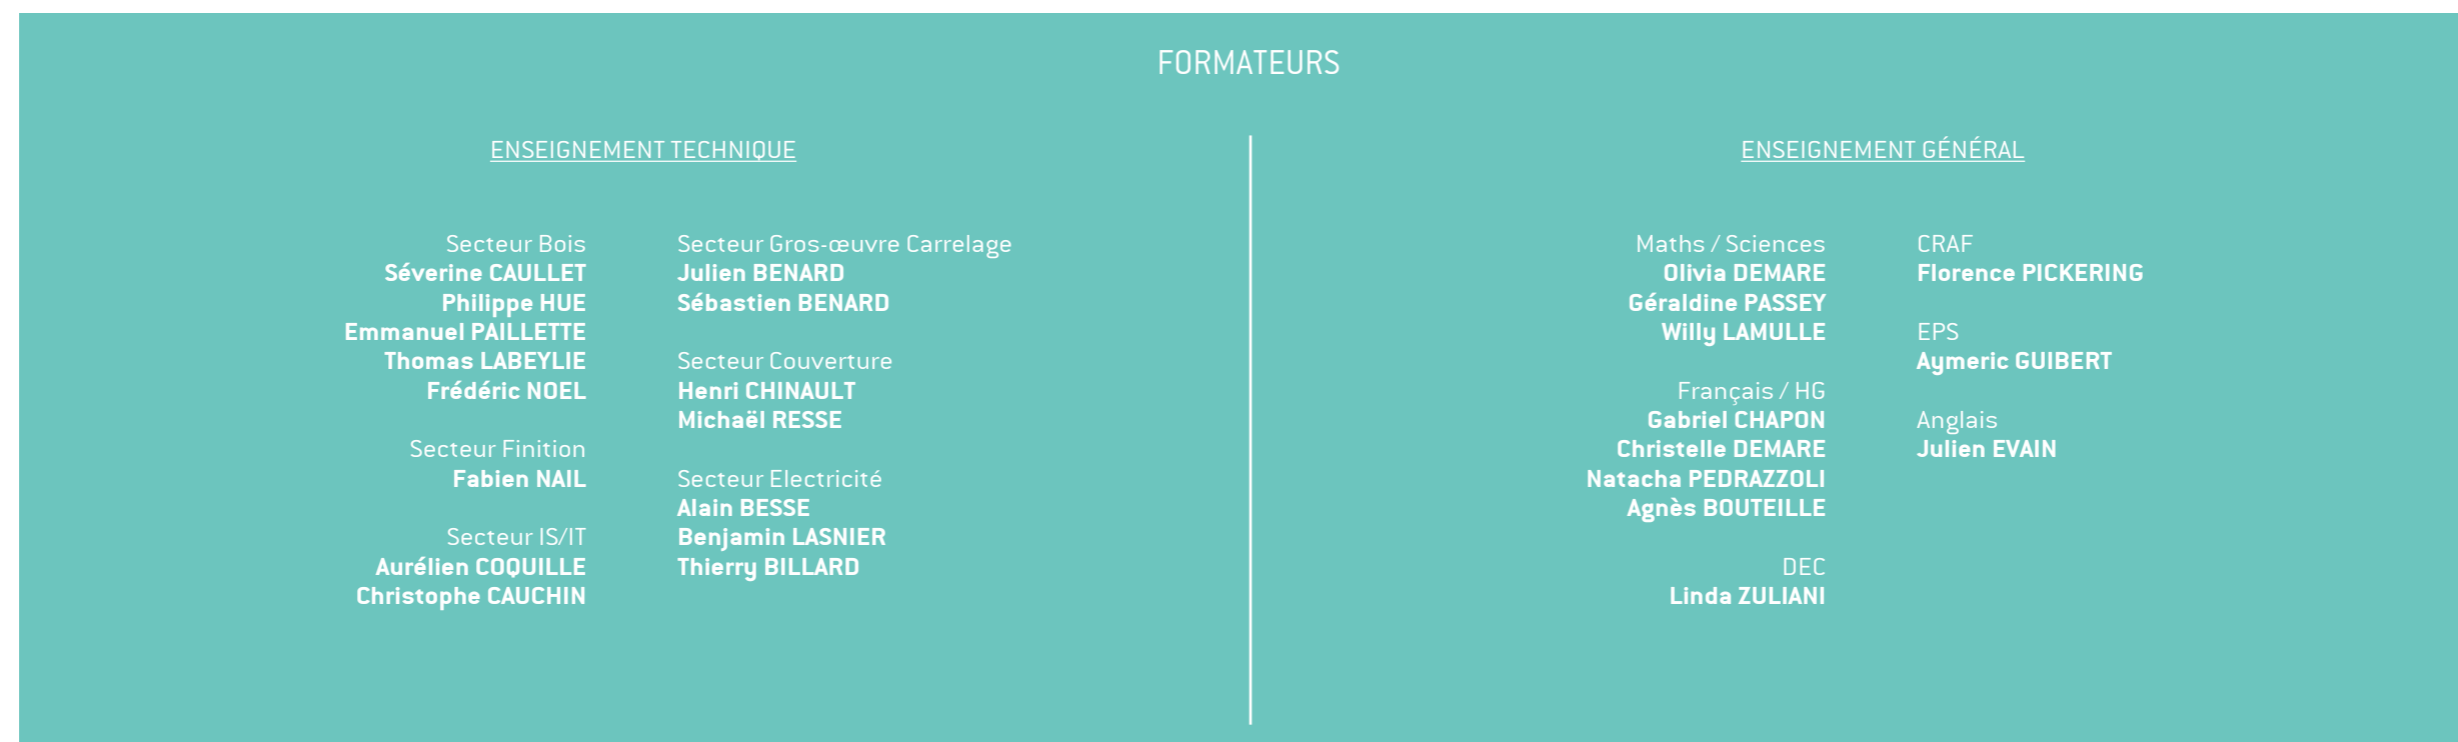 FORMATEURS
ENSEIGNEMENT TECHNIQUE
Secteur Bois
Séverine CAULLET
Philippe HUE
Emmanuel PAILLETTE
Thomas LABEYLIE
Frédéric NOEL
Secteur Finition
Fabien NAIL
Secteur IS/IT
Aurélien COQUILLE
Christophe CAUCHIN
Secteur Gros-œuvre Carrelage
Julien BENARD
Sébastien BENARD
Secteur Couverture
Henri CHINAULT
Michaël RESSE
Secteur Electricité
Alain BESSE
Benjamin LASNIER
Thierry BILLARD
ENSEIGNEMENT GÉNÉRAL
Maths / Sciences
Olivia DEMARE
Géraldine PASSEY
Willy LAMULLE
Français / HG
Gabriel CHAPON
Christelle DEMARE
Natacha PEDRAZZOLI
Agnès BOUTEILLE
DEC
Linda ZULIANI
CRAF
Florence PICKERING
EPS
Aymeric GUIBERT
Anglais
Julien EVAIN